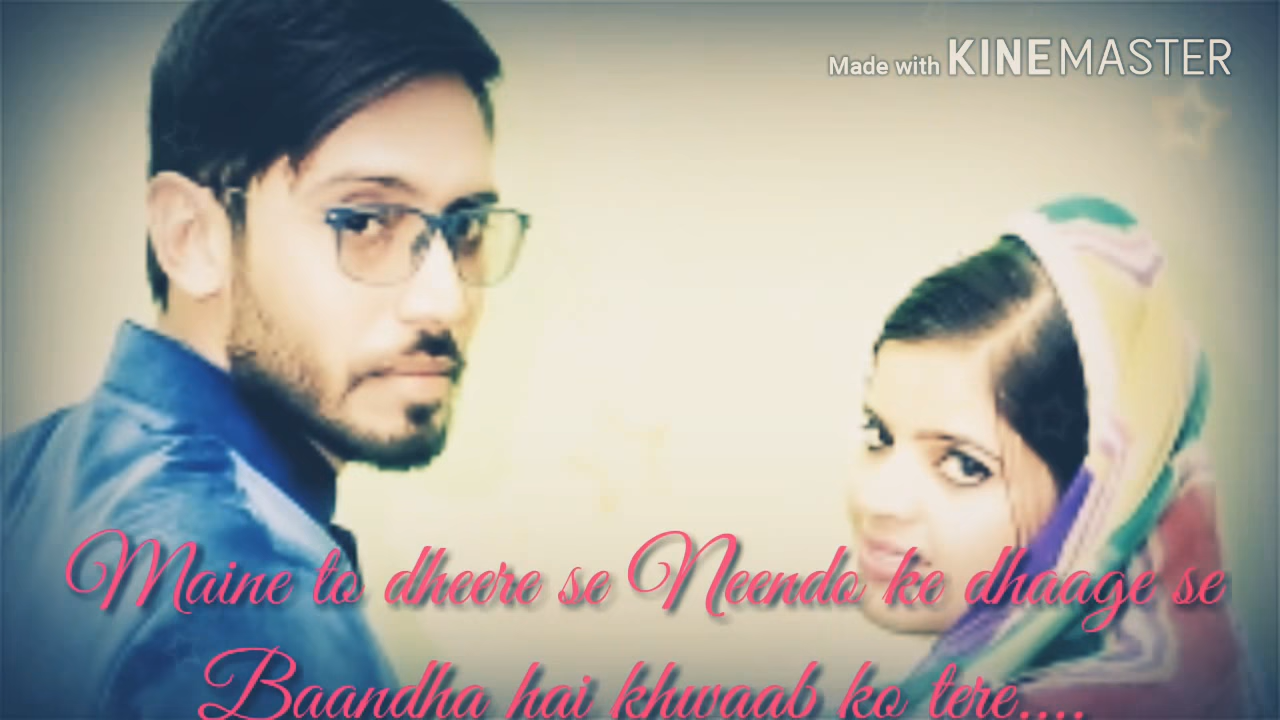 Made with KINEMASTER
Maine to dheere se Neendo ke dhaage se
Baandha hai khwaab ko tere....